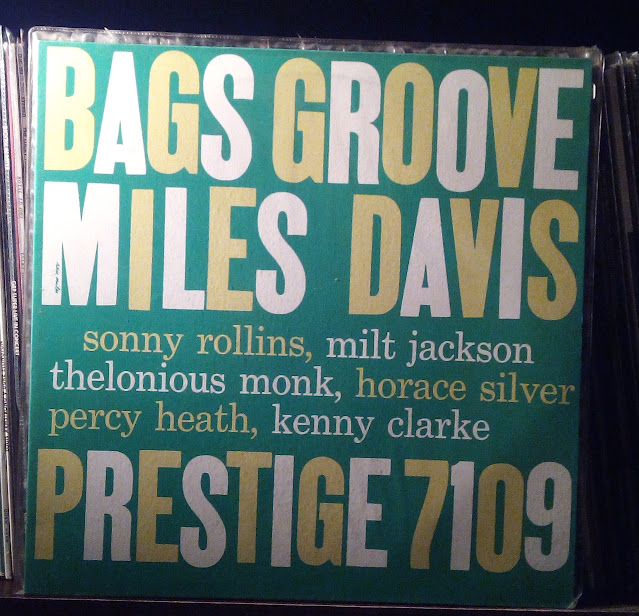 BAGS GROOVE
MILES DAVIS
sonny rollins, milt jackson
thelonious monk, horace silver
percy heath, kenny clarke
PRESTIGE 7109